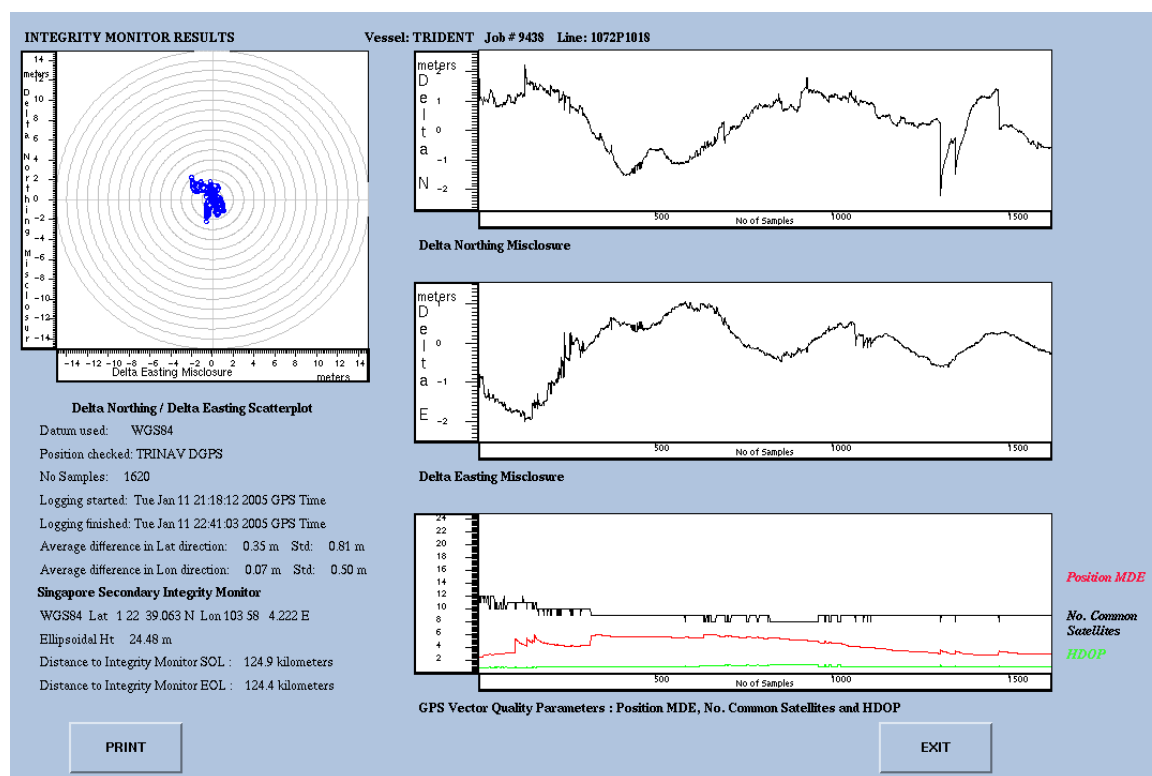 INTEGRITY MONITOR RESULTS
Vessel: TRIDENT Job # 9438 Line: 1072P1018
14
meters
12
10
8
6
4
2
0
-2
-4
-6
-8
-10
-12
-14
Delta Northing Misclosur
-14 -12 -10 -8 -6 -4 -2 0 2 4 6 8 10 12 14
Delta Easting Misclosure
meters
Delta Northing / Delta Easting Scatterplot
Datum used: WGS84
Position checked: TRINAV DGPS
No Samples: 1620
Logging started: Tue Jan 11 21:18:12 2005 GPS Time
Logging finished: Tue Jan 11 22:41:03 2005 GPS Time
Average difference in Lat direction: 0.35 m Std: 0.81 m
Average difference in Lon direction: 0.07 m Std: 0.50 m
Singapore Secondary Integrity Monitor
WGS84 Lat 1 22 39.063 N Lon 103 58 4.222 E
Ellipsoidal Ht 24.48 m
Distance to Integrity Monitor SOL : 124.9 kilometers
Distance to Integrity Monitor EOL : 124.4 kilometers
PRINT
meters
2
1
0
-1
-2
Delta N
500
No of Samples
1000
1500
Delta Northing Misclosure
meters
1
0
-1
-2
Delta E
500
No of Samples
1000
1500
Delta Easting Misclosure
24
22
20
18
16
14
12
10
8
6
4
2
500
No of Samples
1000
1500
Position MDE
No. Common
Satellites
HDOP
GPS Vector Quality Parameters : Position MDE, No. Common Satellites and HDOP
EXIT